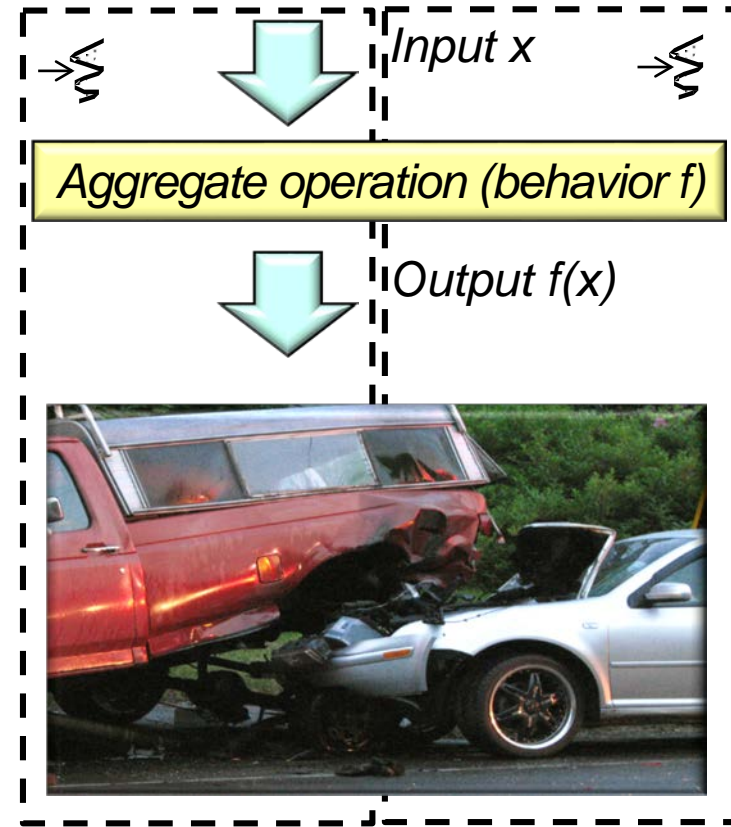 Input x
Aggregate operation (behavior f)
Output f(x)